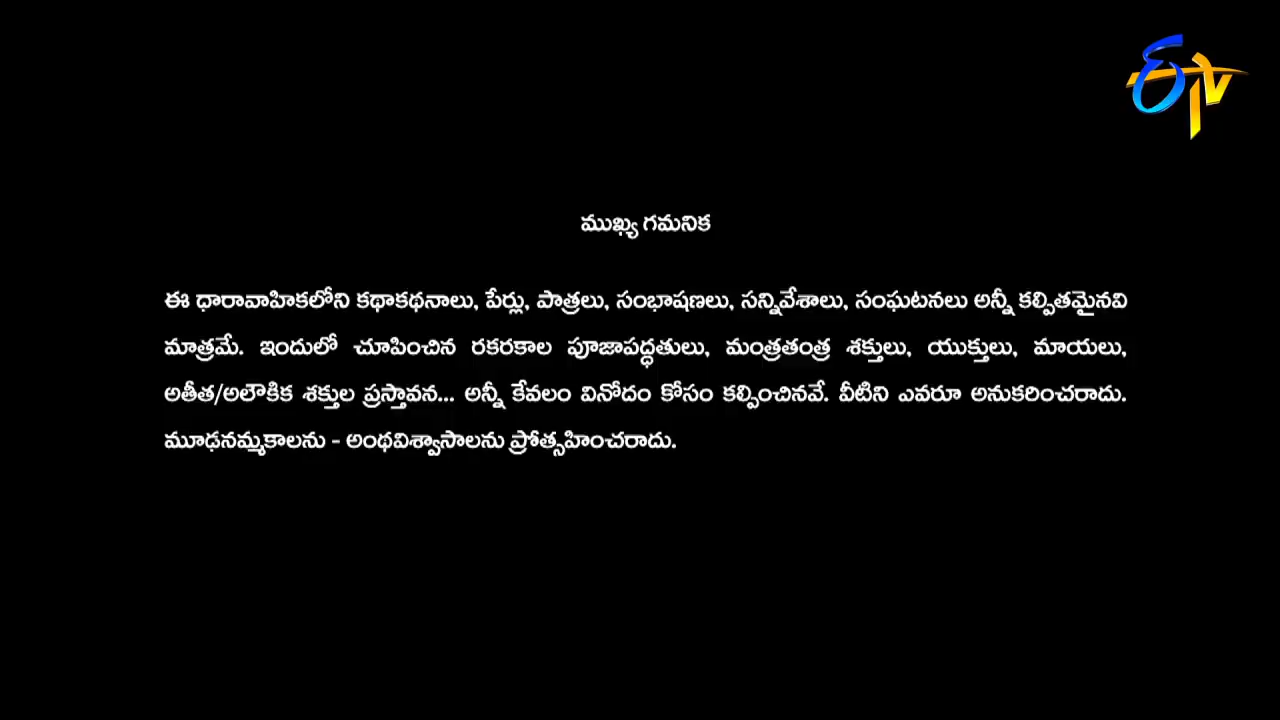 ఈTV
ముఖ్య గమనిక
ఈ ధారావాహికలోని కథాకథనాలు, పేర్లు, పాత్రలు, సంభాషణలు, సన్నివేశాలు, సంఘటనలు అన్నీ కల్పితమైనవి
మాత్రమే. ఇందులో చూపించిన రకరకాల పూజాపద్ధతులు, మంత్రతంత్ర శక్తులు, యుక్తులు, మాయలు,
అతీత/అలౌకిక శక్తుల ప్రస్తావన... అన్నీ కేవలం వినోదం కోసం కల్పించినవే. వీటిని ఎవరూ అనుకరించరాదు.
మూఢనమ్మకాలను - అంధవిశ్వాసాలను ప్రోత్సహించరాదు.